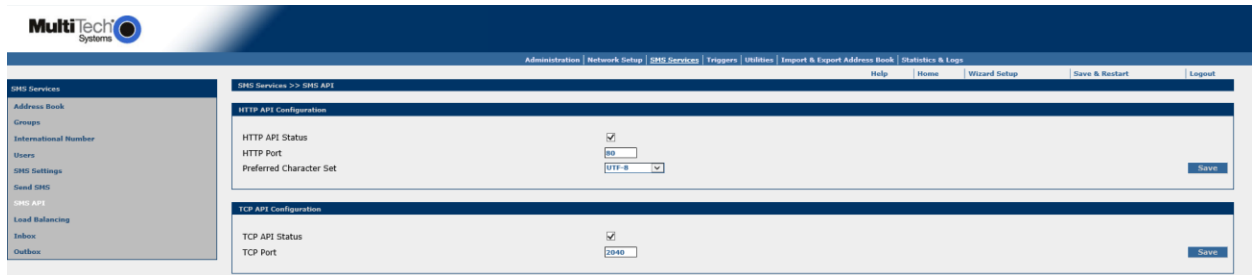 MultiTech
Systems
Administration | Network Setup | SMS Services | Triggers | Utilities | Import & Export Address Book | Statistics & Logs
Help | Home | Wizard Setup | Save & Restart | Logout
SMS Services
Address Book
Groups
International Number
Users
SMS Settings
Send SMS
SMS API
Load Balancing
Inbox
Outbox
SMS Services >> SMS API
HTTP API Configuration
HTTP API Status
HTTP Port 80
Preferred Character Set UTF-8 Save
TCP API Configuration
TCP API Status
TCP Port 2040 Save